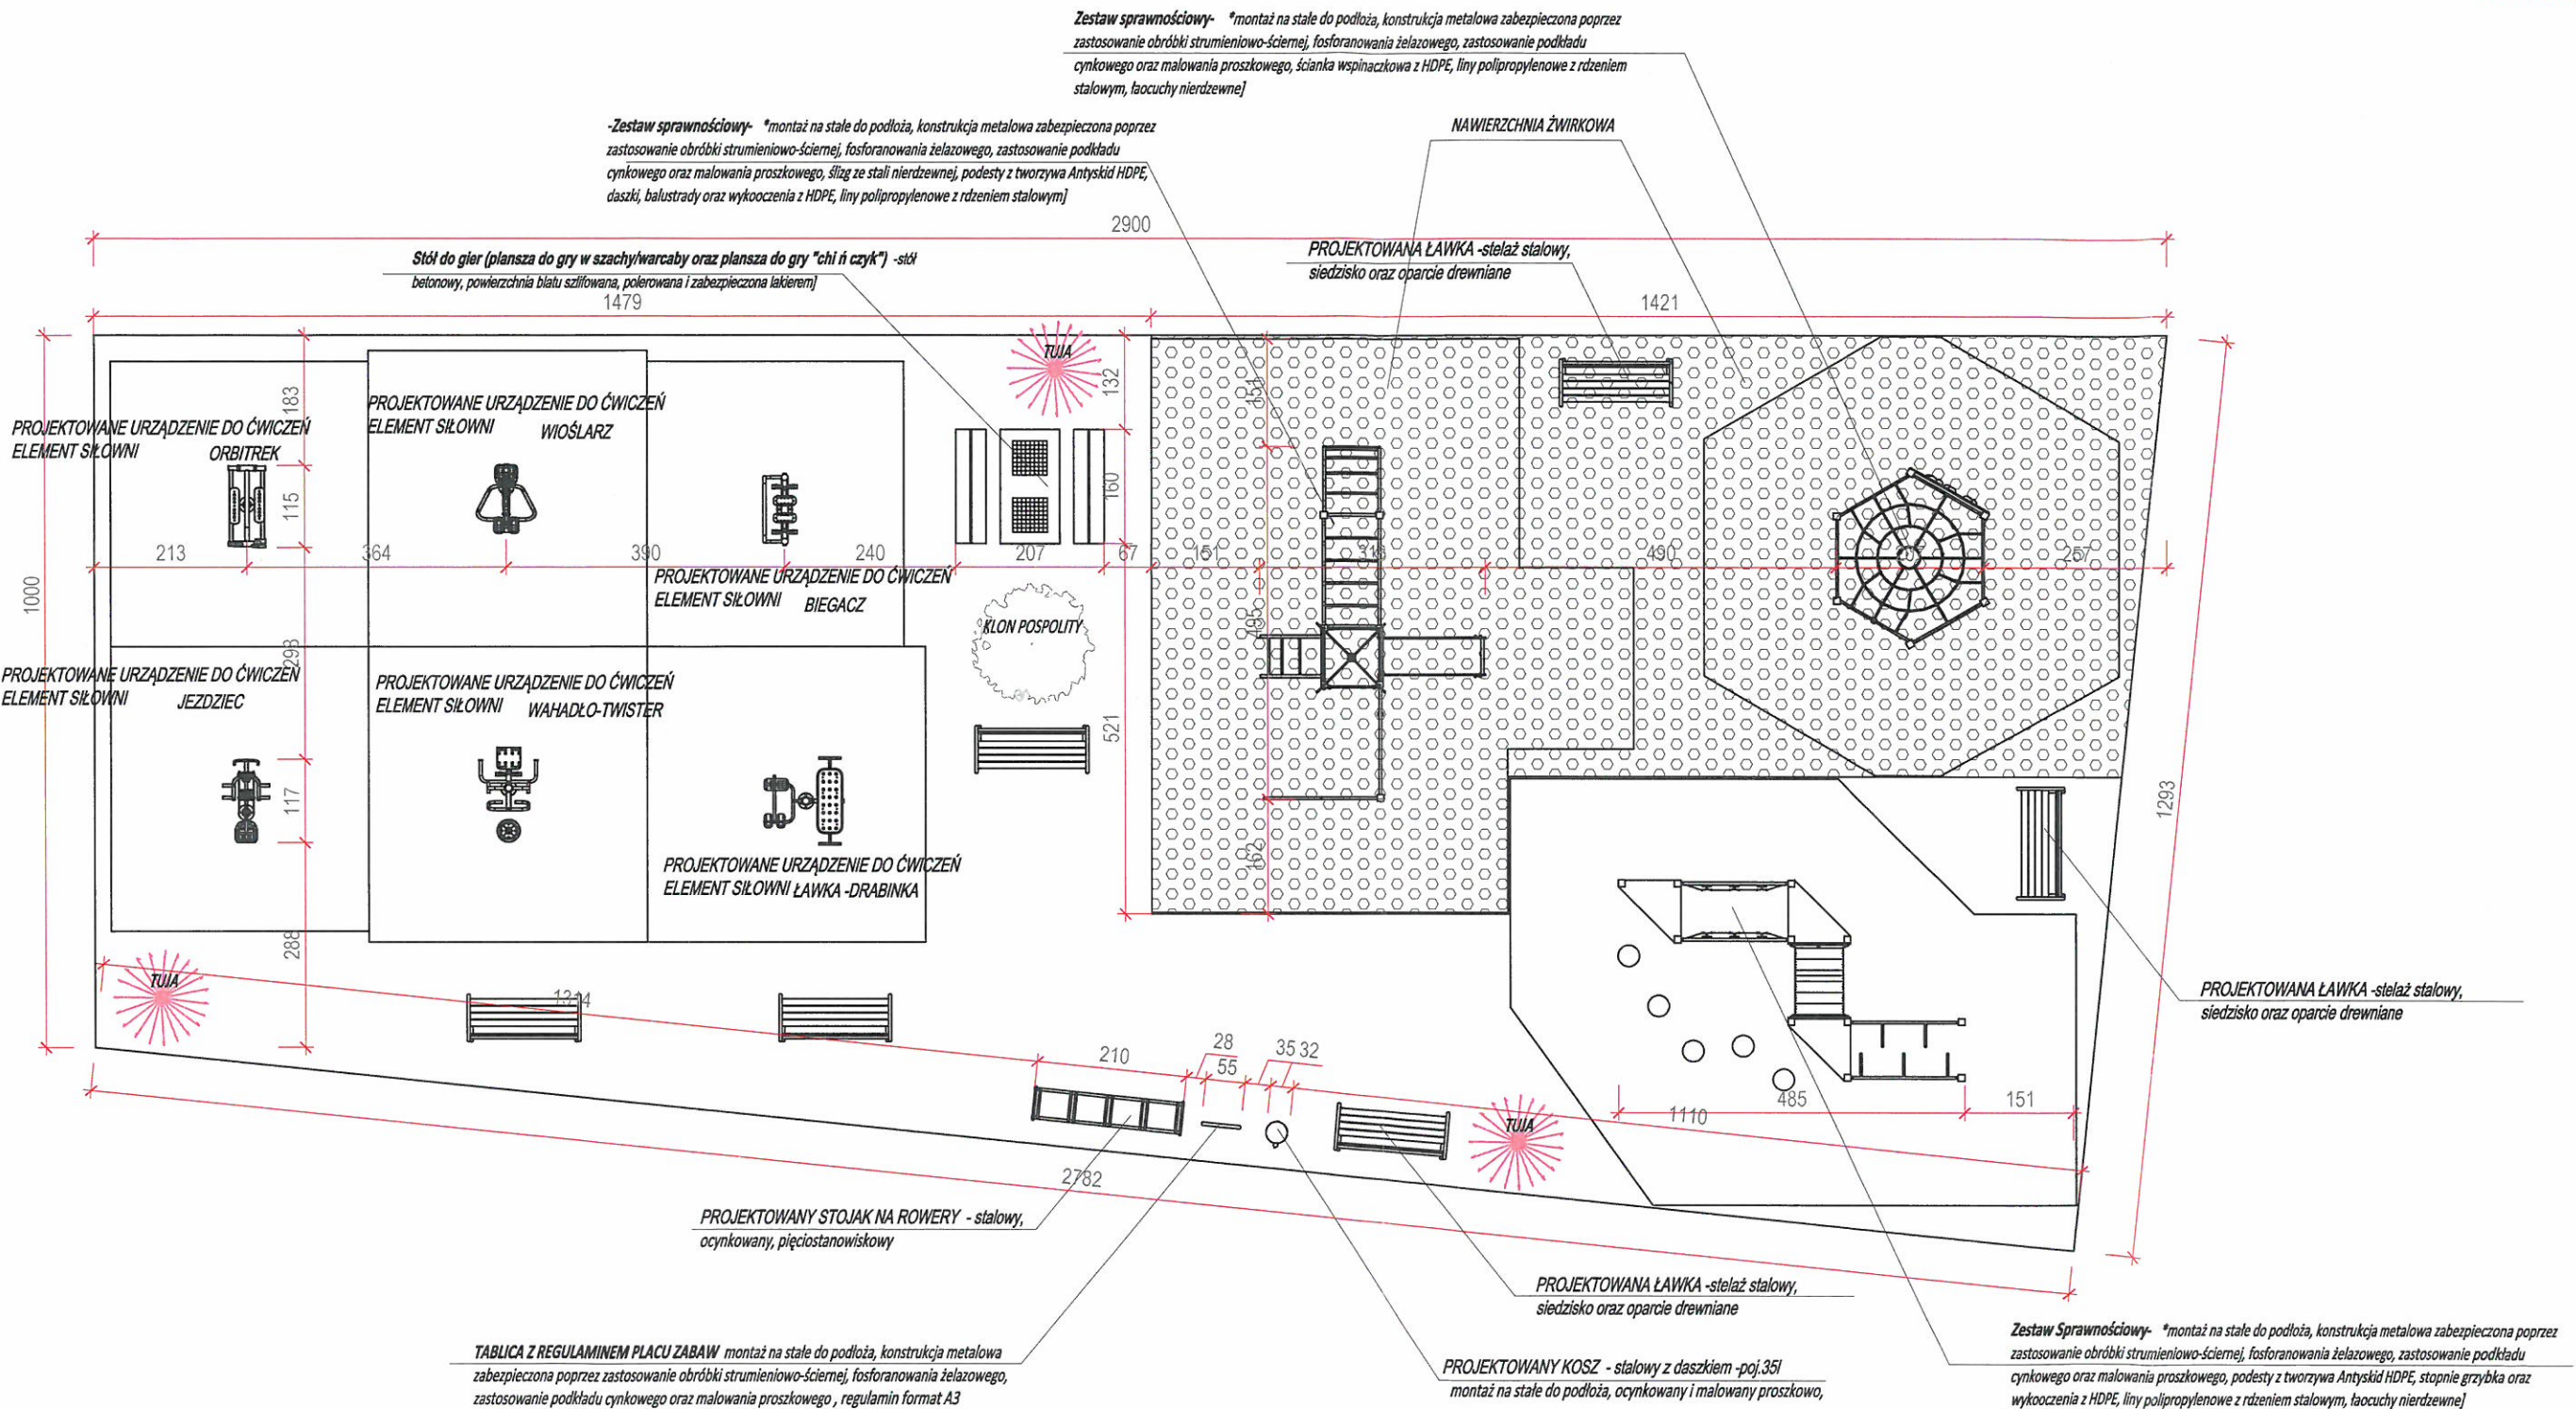 Zestaw sprawnościowy- *montaż na stałe do podłoża, konstrukcja metalowa zabezpieczona poprzez
zastosowanie obróbki strumieniowo-ściernej, fosforanowania żelazowego, zastosowanie podkładu
cynkowego oraz malowania proszkowego, ścianka wspinaczkowa z HDPE, liny polipropylenowe z rdzeniem
stalowym, łaocuchy nierdzewne]
-Zestaw sprawnościowy- *montaż na stałe do podłoża, konstrukcja metalowa zabezpieczona poprzez
zastosowanie obróbki strumieniowo-ściernej, fosforanowania żelazowego, zastosowanie podkładu
cynkowego oraz malowania proszkowego, ślizg ze stali nierdzewnej, podesty z tworzywa Antyskid HDPE,
daszki, balustrady oraz wykooczenia z HDPE, liny polipropylenowe z rdzeniem stalowym]
NAWIERZCHNIA ŻWIRKOWA
2900
Stół do gier (plansza do gry w szachy/warcaby oraz plansza do gry "chi ń czyk") -stół
betonowy, powierzchnia blatu szlifowana, polerowana i zabezpieczona lakierem]
PROJEKTOWANA ŁAWKA -stelaż stalowy,
siedzisko oraz oparcie drewniane
1479
1421
TUJA
132
151
183
PROJEKTOWANE URZĄDZENIE DO ĆWICZEŃ
ELEMENT SIŁOWNI WIOŚLARZ
PROJEKTOWANE URZĄDZENIE DO ĆWICZEŃ
ELEMENT SIŁOWNI ORBITREK
115
160
213
364
390
240
207
67
151
490
257
1000
PROJEKTOWANE URZĄDZENIE DO ĆWICZEŃ
ELEMENT SIŁOWNI BIEGACZ
KLON POSPOLITY
495
293
PROJEKTOWANE URZĄDZENIE DO ĆWICZEŃ
ELEMENT SIŁOWNI JEZDZIEC
PROJEKTOWANE URZĄDZENIE DO ĆWICZEŃ
ELEMENT SIŁOWNI WAHADŁO-TWISTER
521
117
1293
162
PROJEKTOWANE URZĄDZENIE DO ĆWICZEŃ
ELEMENT SIŁOWNI ŁAWKA -DRABINKA
288
TUJA
1314
PROJEKTOWANA ŁAWKA -stelaż stalowy,
siedzisko oraz oparcie drewniane
210
28
55
35
32
485
151
1110
TUJA
2782
PROJEKTOWANY STOJAK NA ROWERY - stalowy,
ocynkowany, pięciostanowiskowy
PROJEKTOWANA ŁAWKA -stelaż stalowy,
siedzisko oraz oparcie drewniane
TABLICA Z REGULAMINEM PLACU ZABAW montaż na stałe do podłoża, konstrukcja metalowa
zabezpieczona poprzez zastosowanie obróbki strumieniowo-ściernej, fosforanowania żelazowego,
zastosowanie podkładu cynkowego oraz malowania proszkowego , regulamin format A3
PROJEKTOWANY KOSZ - stalowy z daszkiem -poj.35l
montaż na stałe do podłoża, ocynkowany i malowany proszkowo,
Zestaw Sprawnościowy- *montaż na stałe do podłoża, konstrukcja metalowa zabezpieczona poprzez
zastosowanie obróbki strumieniowo-ściernej, fosforanowania żelazowego, zastosowanie podkładu
cynkowego oraz malowania proszkowego, podesty z tworzywa Antyskid HDPE, stopnie grzybka oraz
wykooczenia z HDPE, liny polipropylenowe z rdzeniem stalowym, łaocuchy nierdzewne]